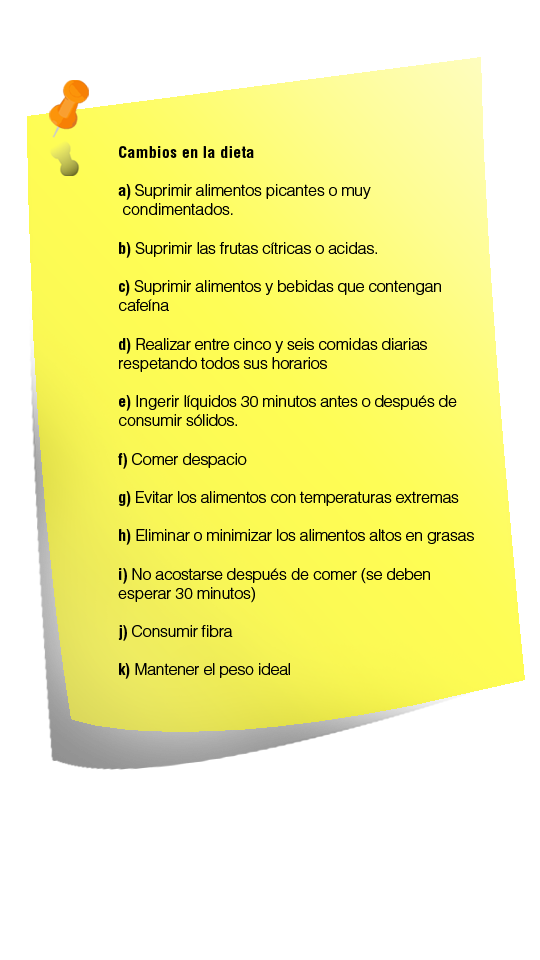 Cambios en la dieta
a) Suprimir alimentos picantes o muy
condimentados.
b) Suprimir las frutas cítricas o acidas.
c) Suprimir alimentos y bebidas que contengan
cafeína
d) Realizar entre cinco y seis comidas diarias
respetando todos sus horarios
e) Ingerir líquidos 30 minutos antes o después de
consumir sólidos.
f) Comer despacio
g) Evitar los alimentos con temperaturas extremas
h) Eliminar o minimizar los alimentos altos en grasas
i) No acostarse después de comer (se deben
esperar 30 minutos)
j) Consumir fibra
k) Mantener el peso ideal